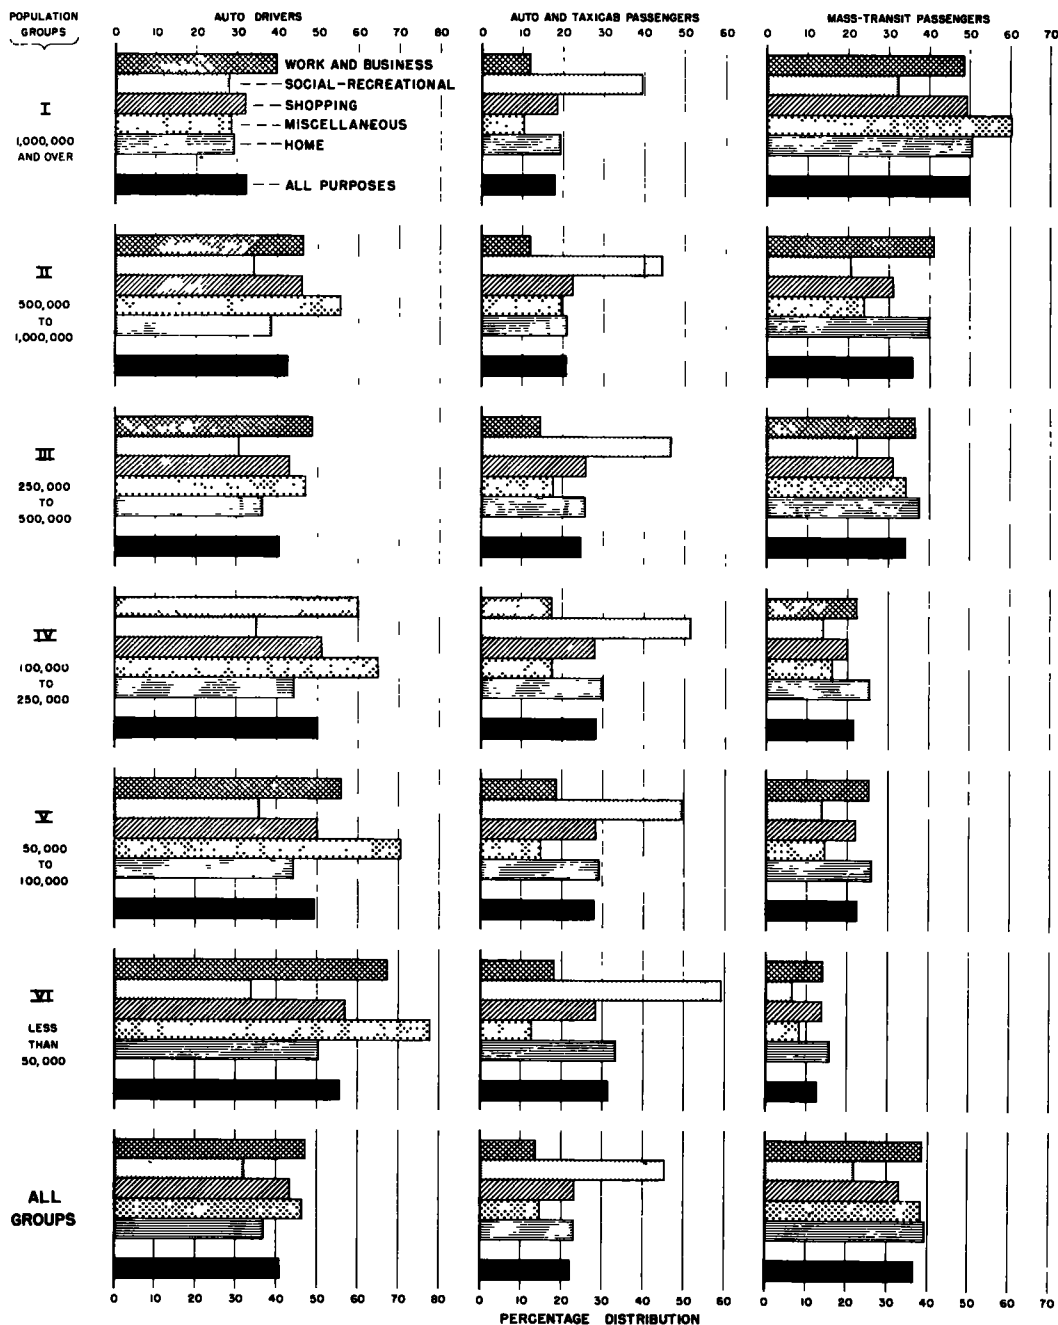 POPULATION
GROUPS
AUTO DRIVERS
AUTO AND TAXICAB PASSENGERS
MASS-TRANSIT PASSENGERS
0 10 20 30 40 50 60 70 80
0 10 20 30 40 50 60
0 10 20 30 40 50 60 70
I
1,000,000
AND OVER
WORK AND BUSINESS
SOCIAL-RECREATIONAL
SHOPPING
MISCELLANEOUS
HOME
ALL PURPOSES
II
500,000
TO
1,000,000
III
250,000
TO
500,000
IV
100,000
TO
250,000
V
50,000
TO
100,000
VI
LESS
THAN
50,000
ALL
GROUPS
0 10 20 30 40 50 60 70 80
0 10 20 30 40 50 60
0 10 20 30 40 50 60 70
PERCENTAGE DISTRIBUTION